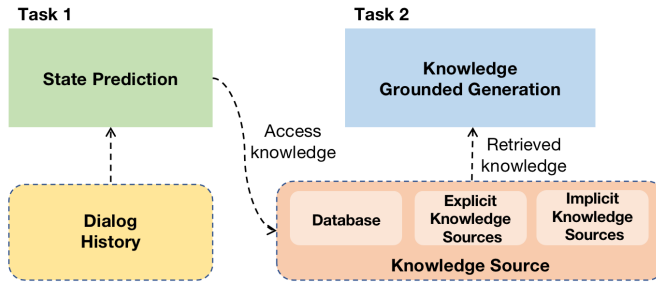 Task 1
Task 2
State Prediction
Knowledge
Grounded Generation
Access
knowledge
Retrieved
knowledge
Dialog
History
Database
Explicit
Knowledge
Sources
Implicit
Knowledge
Sources
Knowledge Source